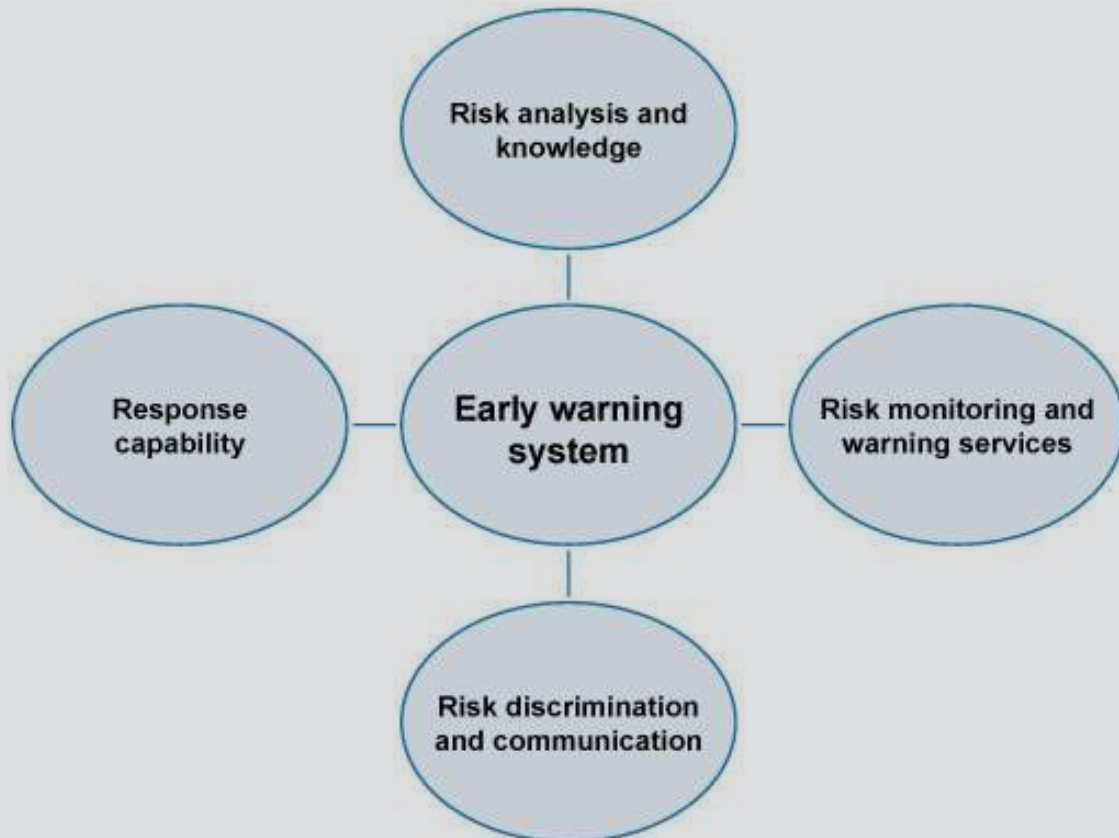 Risk analysis and
knowledge
Response
capability
Early warning
system
Risk monitoring and
warning services
Risk discrimination
and communication